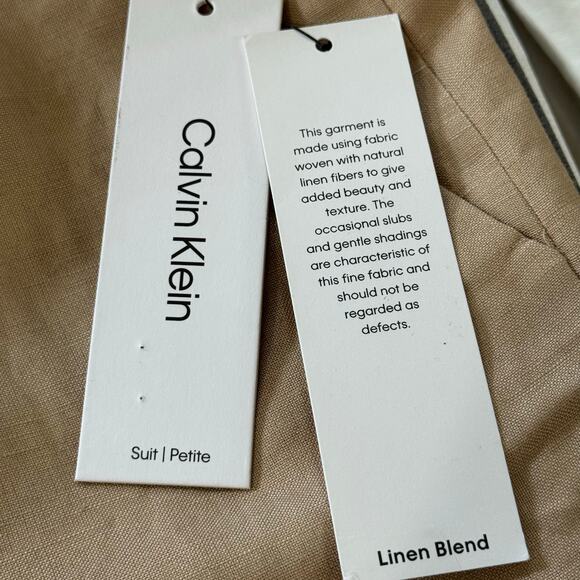 Calvin Klein
Suit | Petite
This garment is
made using fabric
woven with natural
linen fibers to give
added beauty and
texture. The
occasional slubs
and gentle shadings
are characteristic of
this fine fabric and
should not be
regarded as
defects.
Linen Blend